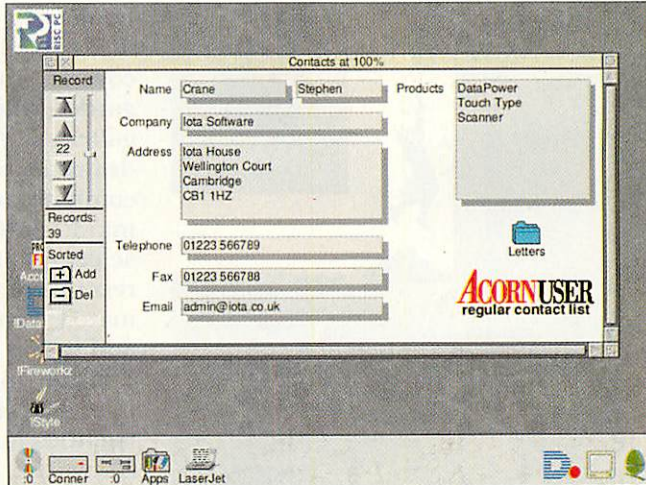 RISC PC
Contacts at 100%
Record
22
Records:
39
Sorted
Add
Del
Name Crane Stephen
Company Iota Software
Address Iota House
Wellington Court
Cambridge
CB1 1HZ
Telephone 01223 566789
Fax 01223 566788
Email admin@iota.co.uk
Products DataPower
Touch Type
Scanner
Letters
ACORN USER
regular contact list
!Fireworkz
!Style
:0 Conner :0 Apps LaserJet